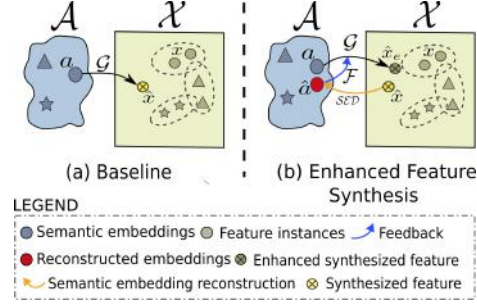 𝒜 𝒳
a 𝒢 x
x̂
(a) Baseline
𝒜 𝒳
a 𝒢 x̂e x
â ℱ x̂
SED
(b) Enhanced Feature
Synthesis
LEGEND
Semantic embeddings Feature instances Feedback
Reconstructed embeddings Enhanced synthesized feature
Semantic embedding reconstruction Synthesized feature